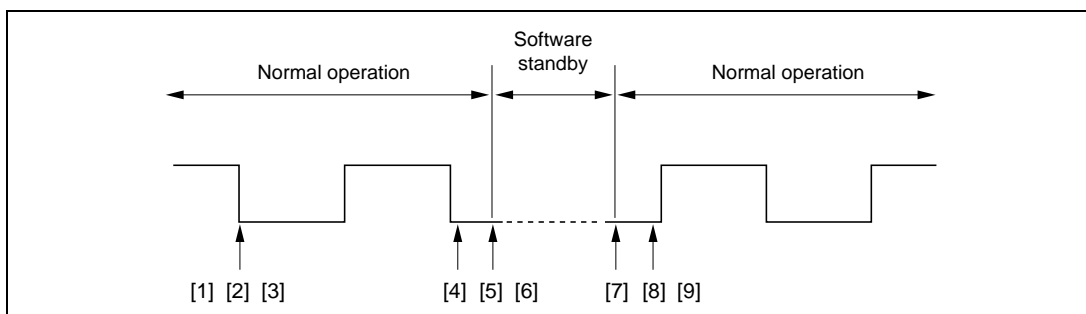 Software
standby
Normal operation
Normal operation
[1] [2] [3]
[4] [5] [6]
[7] [8] [9]